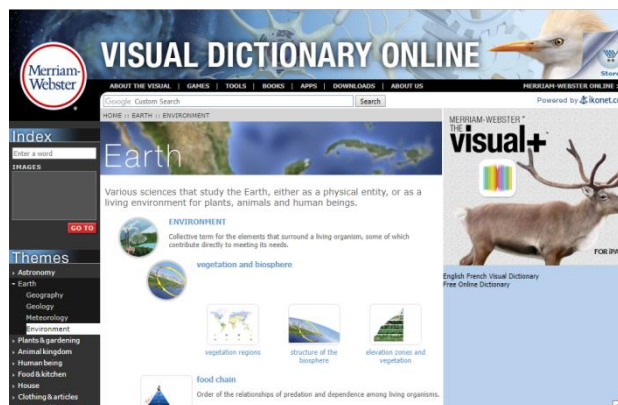 Merriam-
Webster
VISUAL DICTIONARY ONLINE
Store
ABOUT THE VISUAL | GAMES | TOOLS | BOOKS | APPS | DOWNLOADS | ABOUT US
MERRIAM-WEBSTER ONLINE
Google Custom Search
Search
Powered by ikonet.c
HOME :: EARTH :: ENVIRONMENT
Index
Enter a word
IMAGES
GO TO
Themes
Astronomy
Earth
Geography
Geology
Meteorology
Environment
Plants & gardening
Animal kingdom
Human being
Food & kitchen
House
Clothing & articles
Earth
Various sciences that study the Earth, either as a physical entity, or as a
living environment for plants, animals and human beings.
ENVIRONMENT
Collective term for the elements that surround a living organism, some of which
contribute directly to meeting its needs.
vegetation and biosphere
vegetation regions
structure of the
biosphere
elevation zones and
vegetation
food chain
Order of the relationships of predation and dependence among living organisms.
MERRIAM-WEBSTER
THE
visual+
FOR iPA
English French Visual Dictionary
Free Online Dictionary